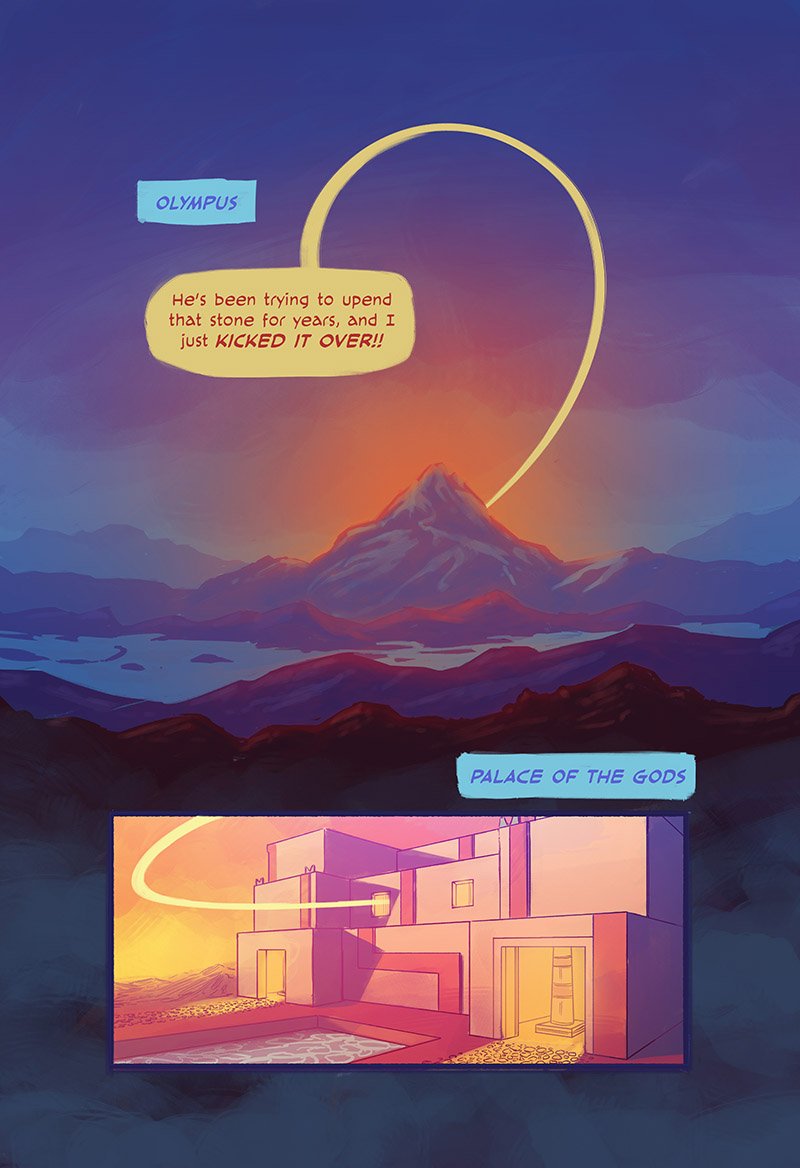 OLYMPUS
He's been trying to upend
that stone for years, and I
just KICKED IT OVER!!
PALACE OF THE GODS